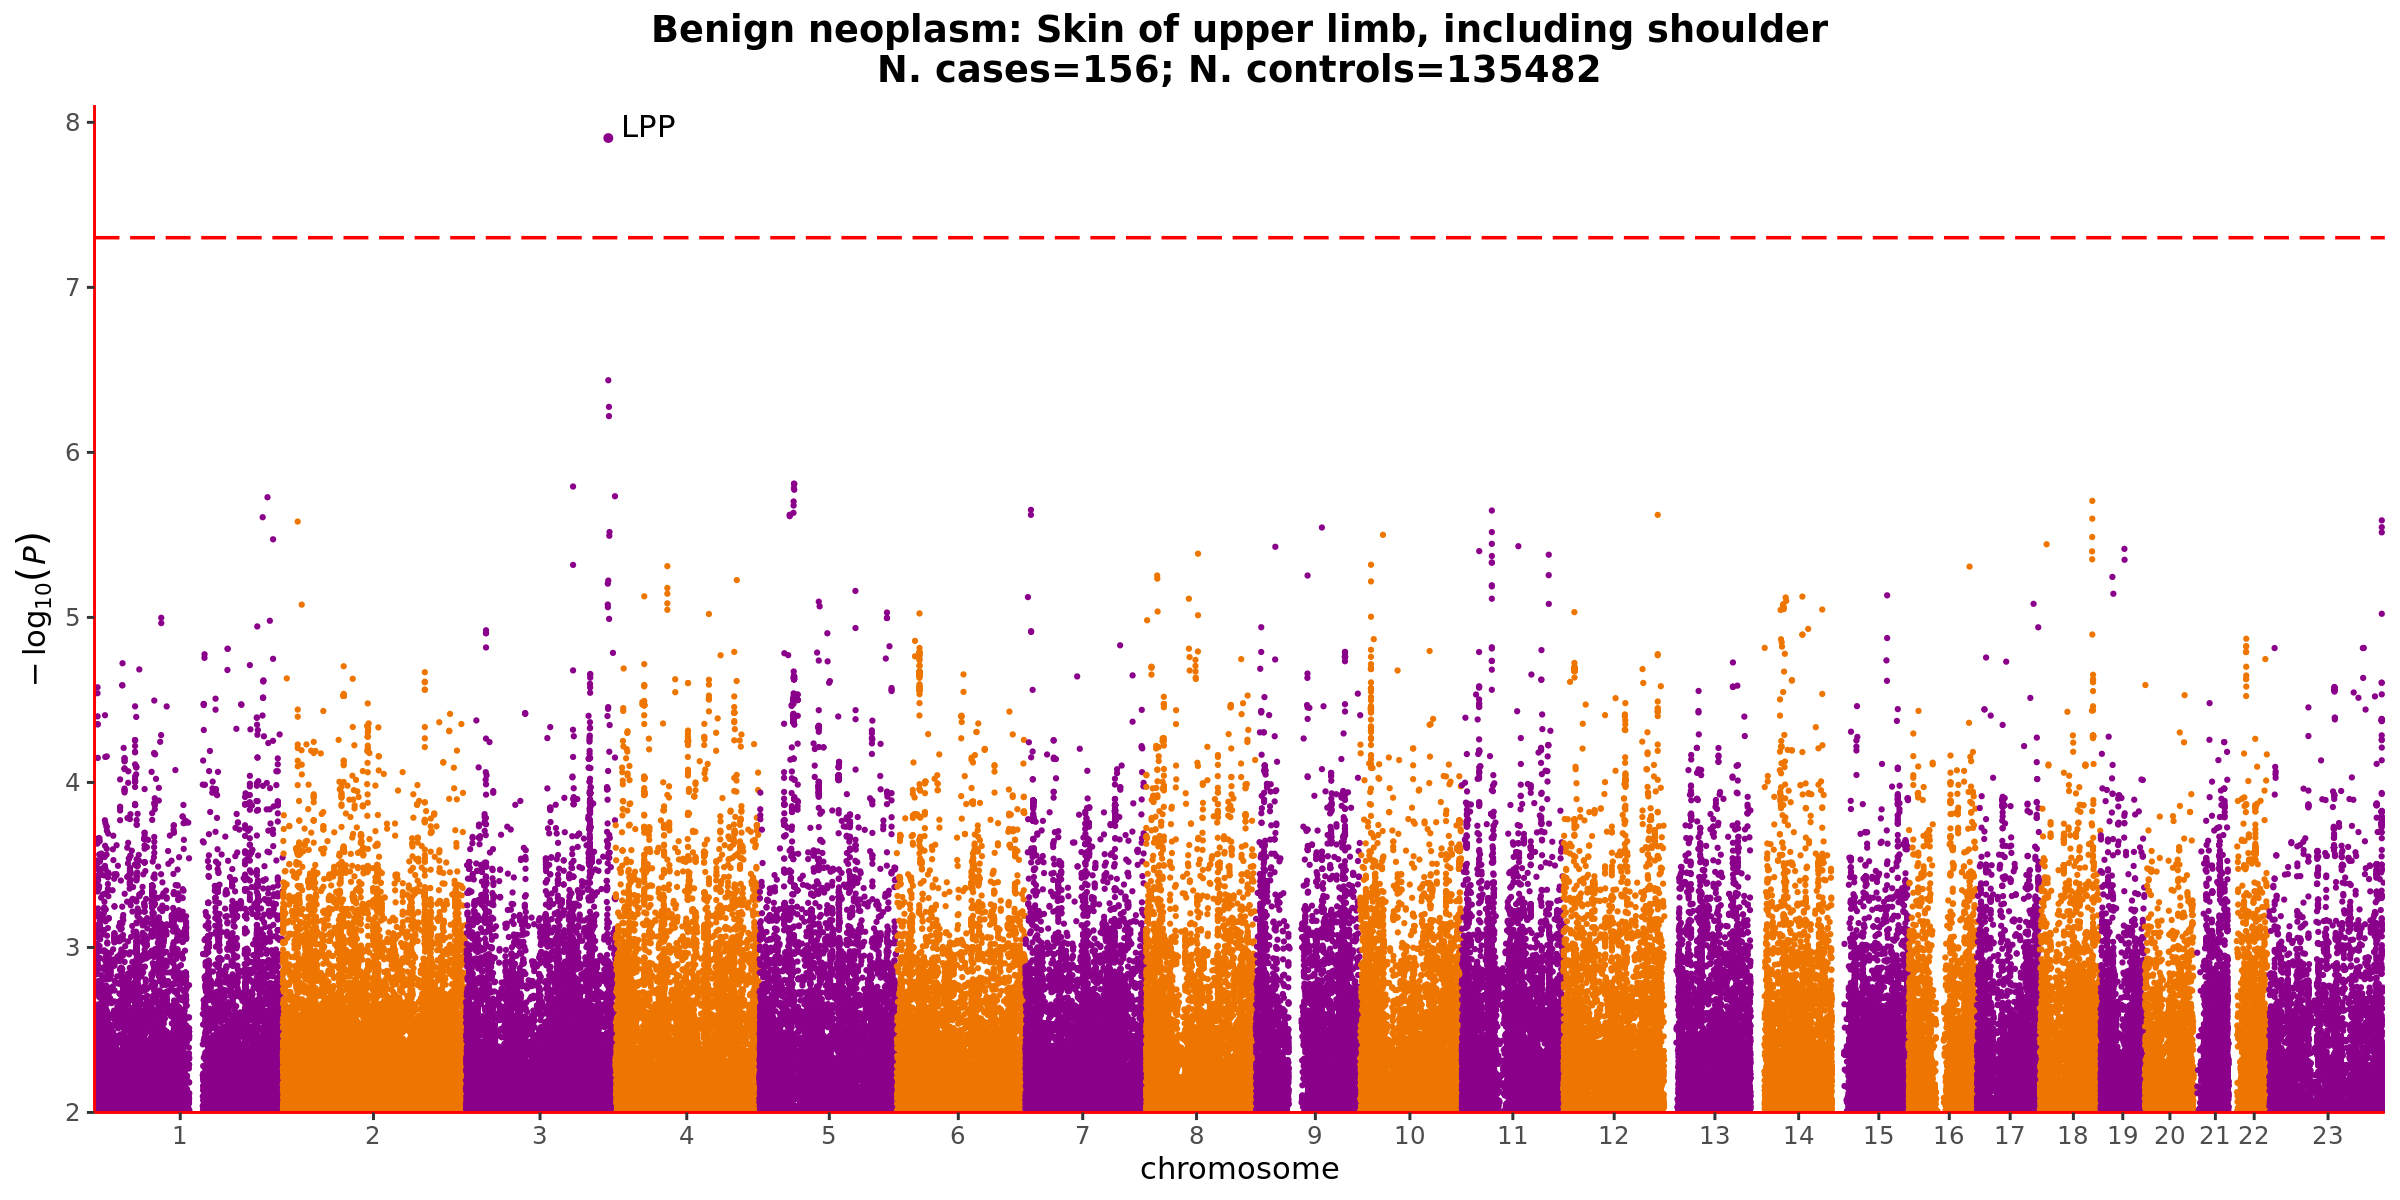 Benign neoplasm: Skin of upper limb, including shoulder
N. cases=156; N. controls=135482
8
LPP
7
6
5
4
3
2
−log10(P)
1 2 3 4 5 6 7 8 9 10 11 12 13 14 15 16 17 18 19 20 21 22 23
chromosome